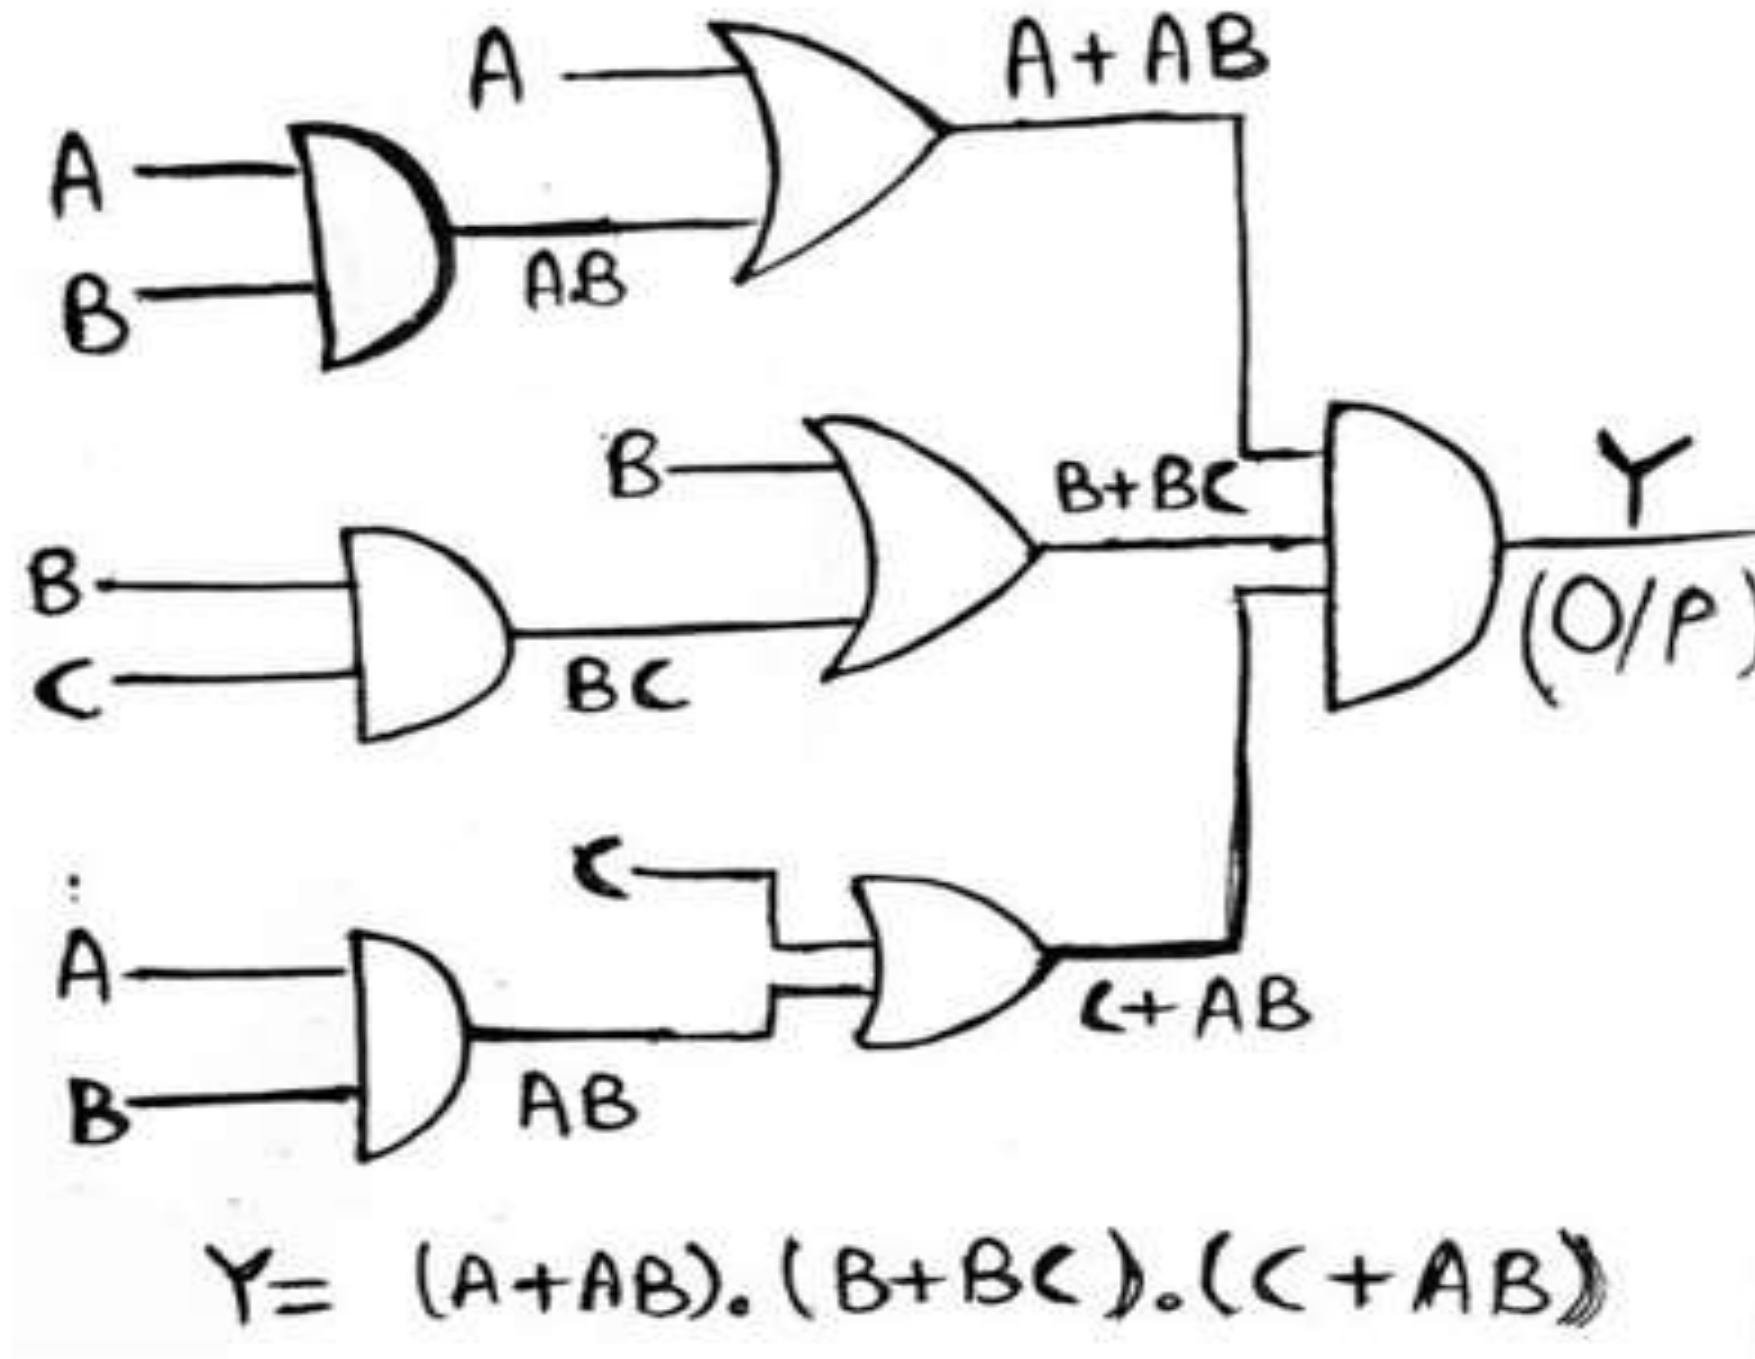 A
A + AB
A
B
AB
B
B+BC
Y
B
C
BC
(O/P)
C
A
B
C+AB
AB
Y= (A+AB).(B+BC).(C+AB)